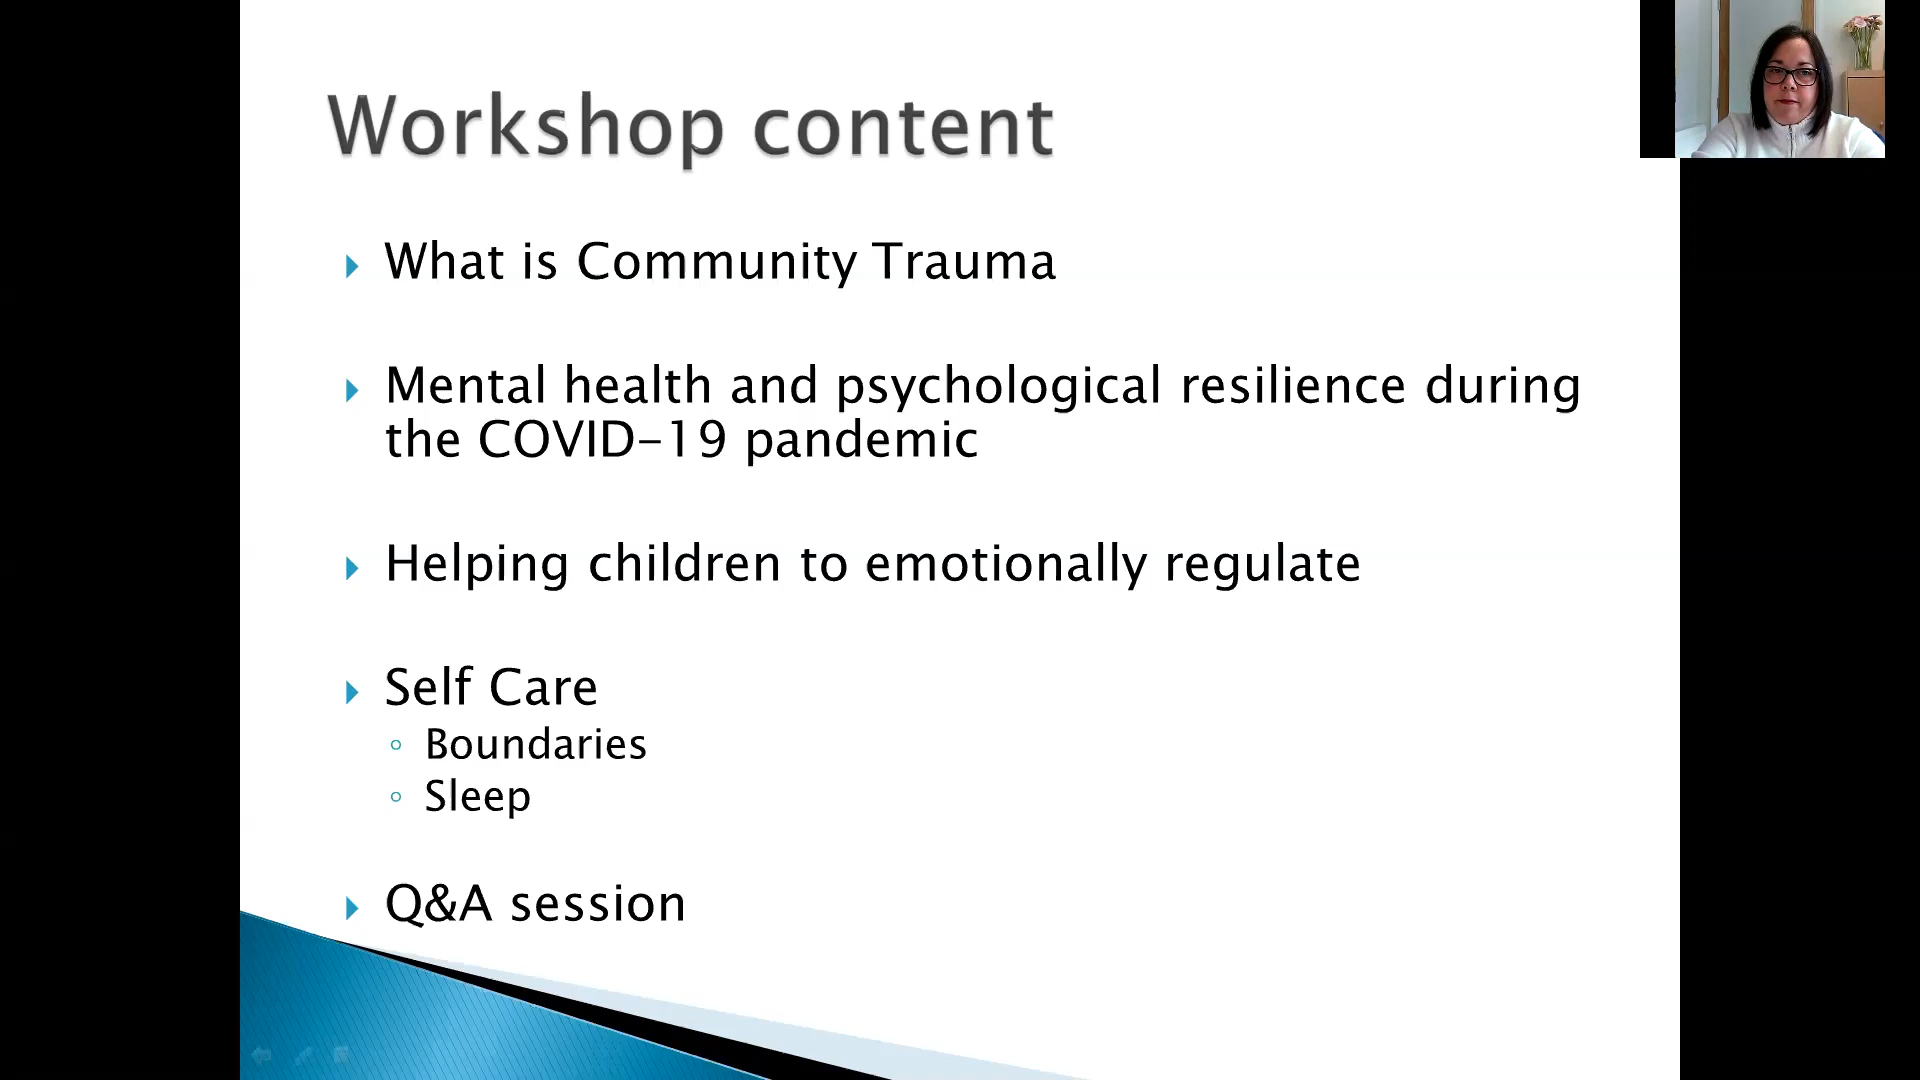 Workshop content
What is Community Trauma
Mental health and psychological resilience during
the COVID-19 pandemic
Helping children to emotionally regulate
Self Care
Boundaries
Sleep
Q&A session